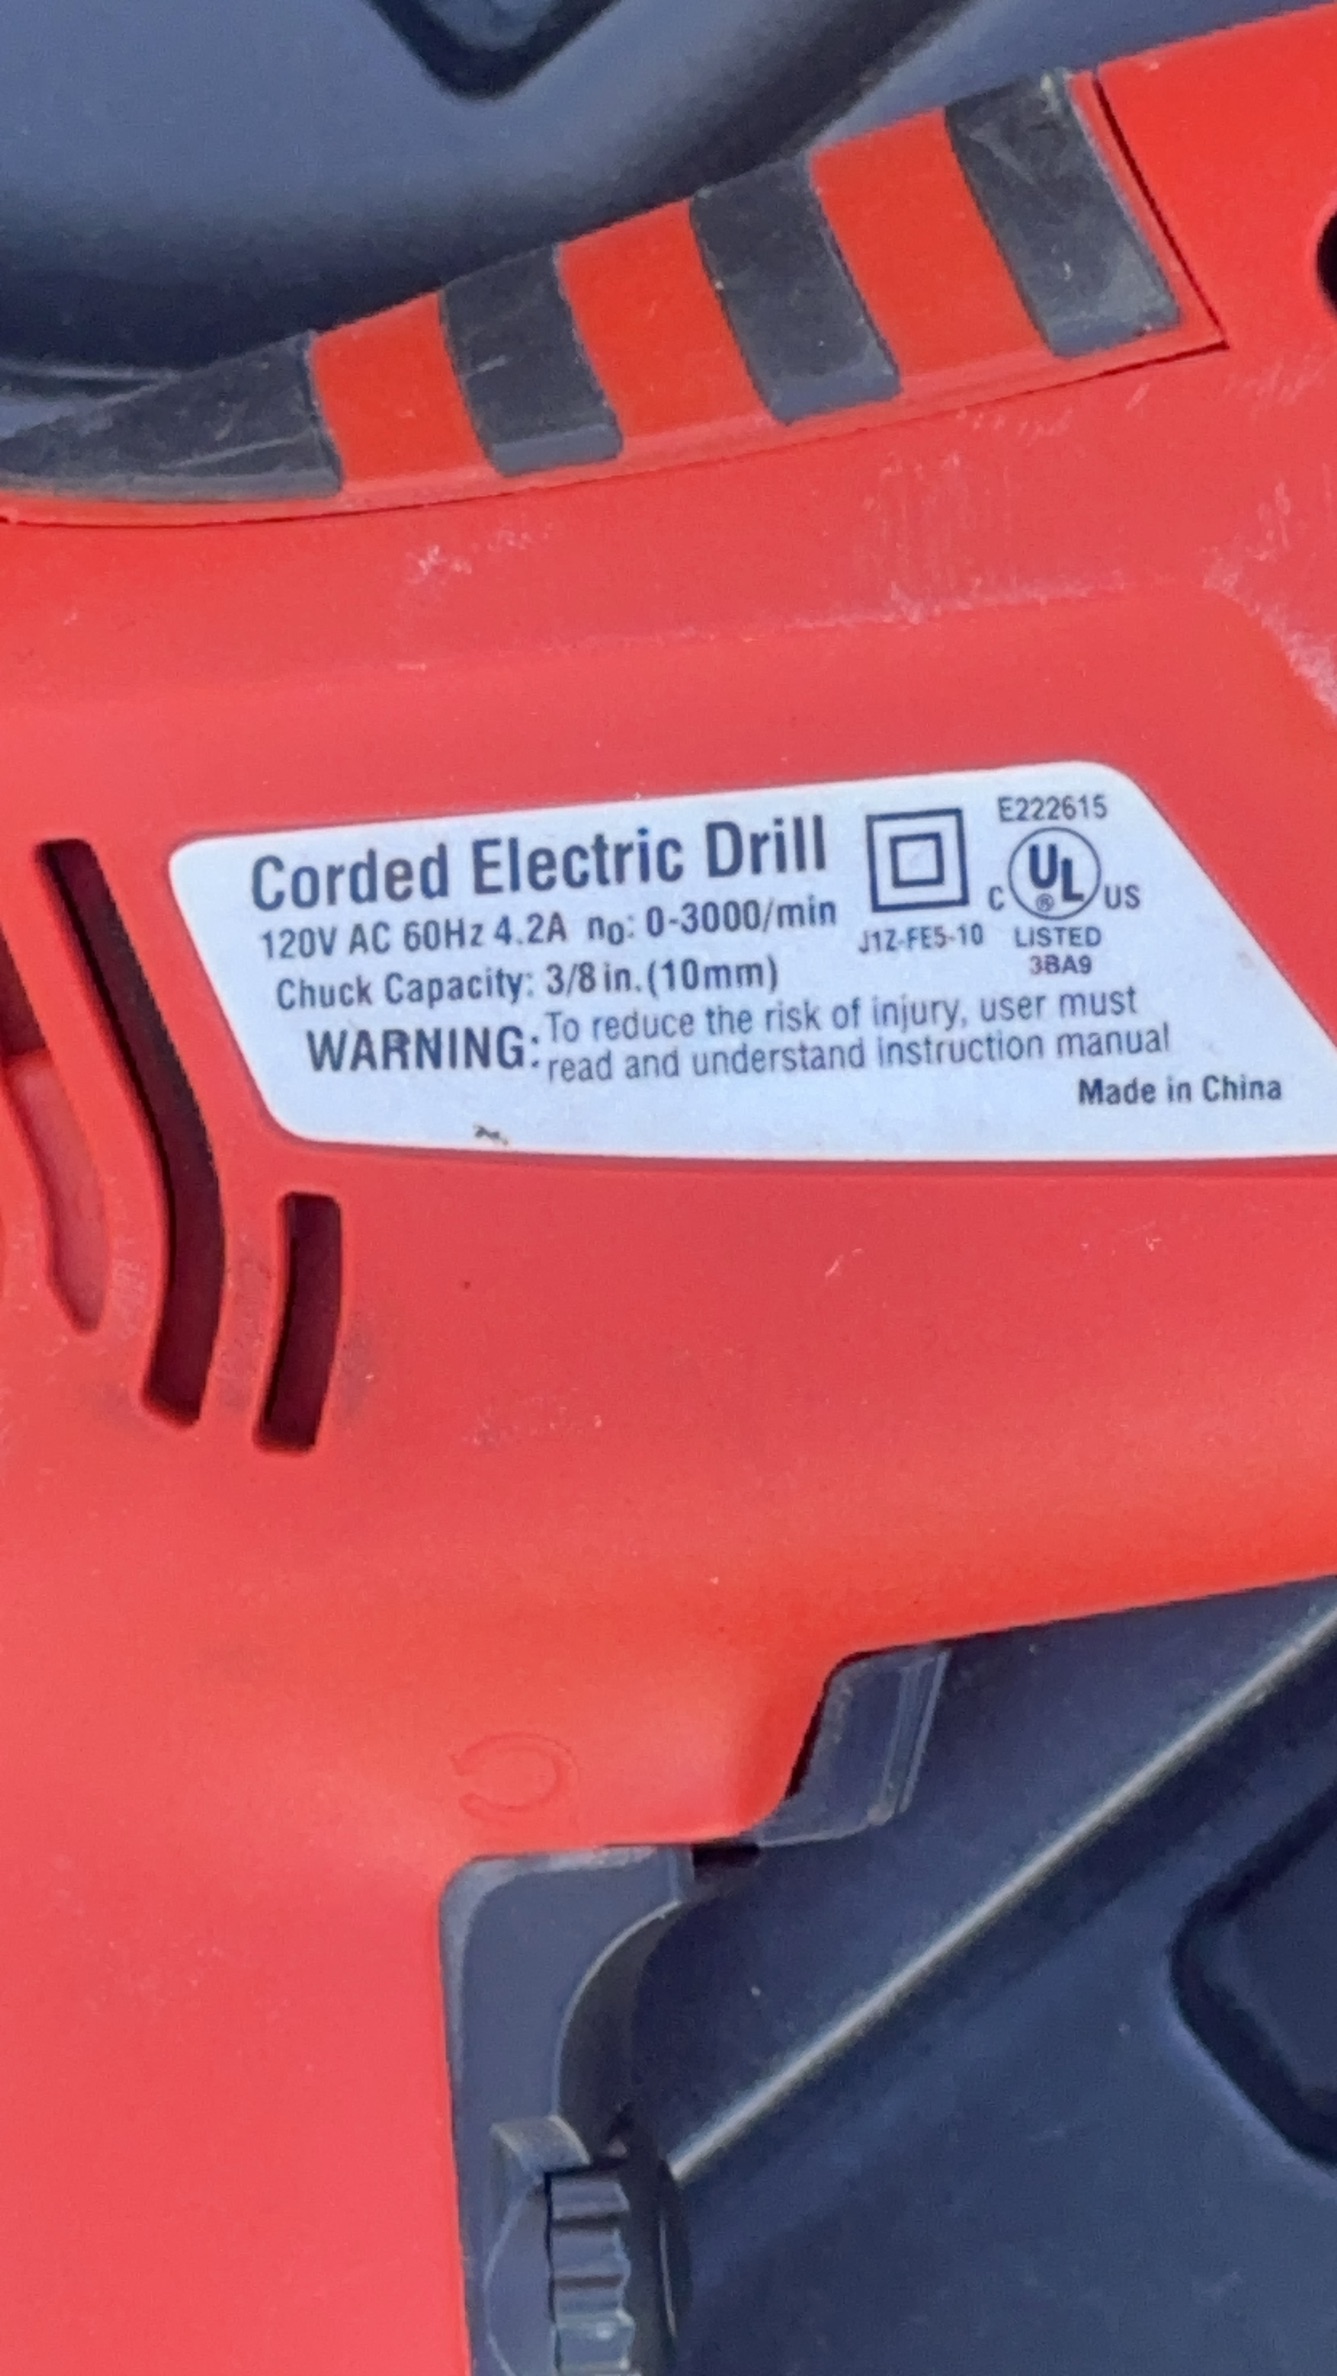 Corded Electric Drill
120V AC 60Hz 4.2A n₀: 0-3000/min
Chuck Capacity: 3/8 in.(10mm)
WARNING: To reduce the risk of injury, user must
read and understand instruction manual
Made in China
J1Z-FE5-10
E222615
C UL ® US
LISTED
3BA9